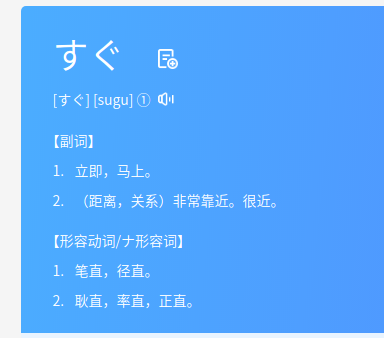 すぐ
[すぐ] [sugu] ①
【副词】
1. 立即，马上。
2. （距离，关系）非常靠近。很近。
【形容动词/ナ形容词】
1. 笔直，径直。
2. 耿直，率直，正直。